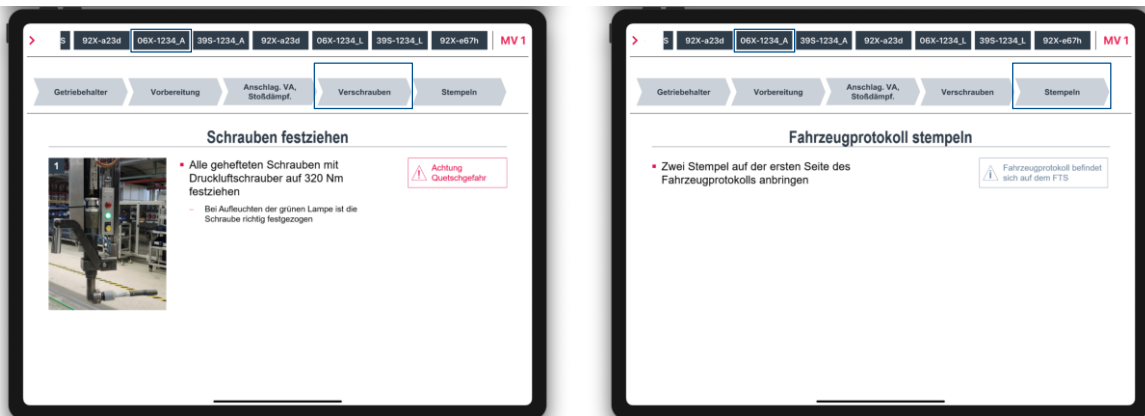 > S 92X-a23d 06X-1234_A 39S-1234_A 92X-a23d 06X-1234_L 39S-1234_L 92X-e67h MV 1
Getriebehalter Vorbereitung Anschlag. VA, Stoßdämpf. Verschrauben Stempeln
Schrauben festziehen
1
▪ Alle gehefteten Schrauben mit
Druckluftschrauber auf 320 Nm
festziehen
– Bei Aufleuchten der grünen Lampe ist die
Schraube richtig festgezogen
Achtung
Quetschgefahr
> S 92X-a23d 06X-1234_A 39S-1234_A 92X-a23d 06X-1234_L 39S-1234_L 92X-e67h MV 1
Getriebehalter Vorbereitung Anschlag. VA, Stoßdämpf. Verschrauben Stempeln
Fahrzeugprotokoll stempeln
▪ Zwei Stempel auf der ersten Seite des
Fahrzeugprotokolls anbringen
Fahrzeugprotokoll befindet
sich auf dem FTS